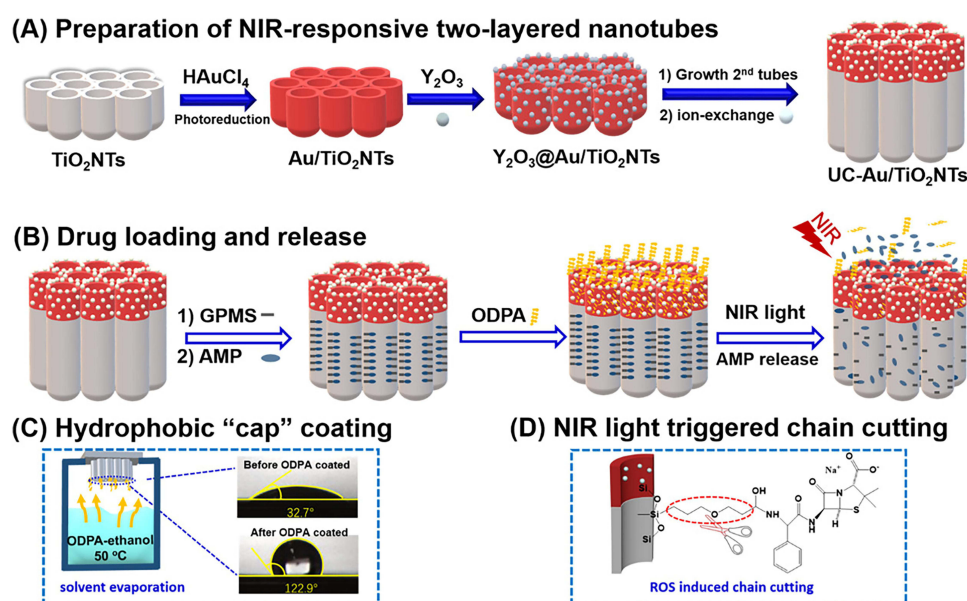 (A) Preparation of NIR-responsive two-layered nanotubes
HAuCl₄
Photoreduction
Y₂O₃
1) Growth 2nd tubes
2) ion-exchange
TiO₂NTs
Au/TiO₂NTs
Y₂O₃@Au/TiO₂NTs
UC-Au/TiO₂NTs
(B) Drug loading and release
NIR
1) GPMS
2) AMP
ODPA
NIR light
AMP release
(C) Hydrophobic “cap” coating
ODPA-ethanol
50 ºC
solvent evaporation
Before ODPA coated
32.7°
After ODPA coated
122.9°
(D) NIR light triggered chain cutting
Si
O
Si
O
Si
O
OH
NH
O
NH
O
N
H
S
O
O⁻
Na⁺
ROS induced chain cutting